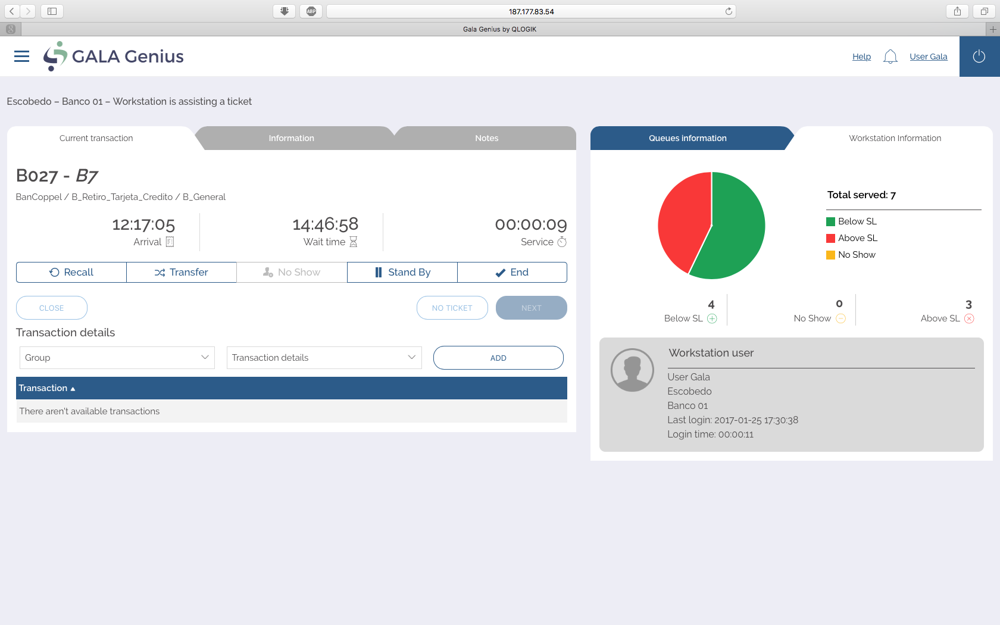 ABP
187.177.83.54
Gala Genius by QLOGIK
GALA Genius
Help
User Gala
Escobedo – Banco 01 – Workstation is assisting a ticket
Current transaction
Information
Notes
Queues information
Workstation Information
B027 - B7
BanCoppel / B_Retiro_Tarjeta_Credito / B_General
12:17:05
Arrival
14:46:58
Wait time
00:00:09
Service
Recall
Transfer
No Show
Stand By
End
CLOSE
NO TICKET
NEXT
Transaction details
Group
Transaction details
ADD
Transaction
There aren't available transactions
Total served: 7
Below SL
Above SL
No Show
4
Below SL
0
No Show
3
Above SL
Workstation user
User Gala
Escobedo
Banco 01
Last login: 2017-01-25 17:30:38
Login time: 00:00:11